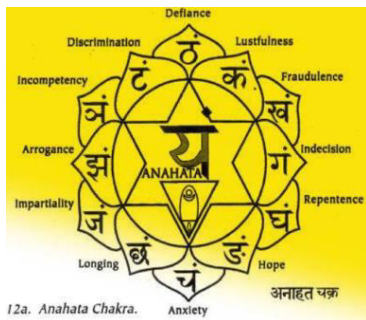 Defiance
Discrimination
Lustfulness
ठं
टं
कं
Incompetency
Fraudulence
ञं
खं
यं
Arrogance
Indecision
झं
गं
ANAHATA
Impartiality
Repentence
जं
घं
छं
ङं
Longing
Hope
चं
अनाहत चक्र
12a. Anahata Chakra.
Anxiety